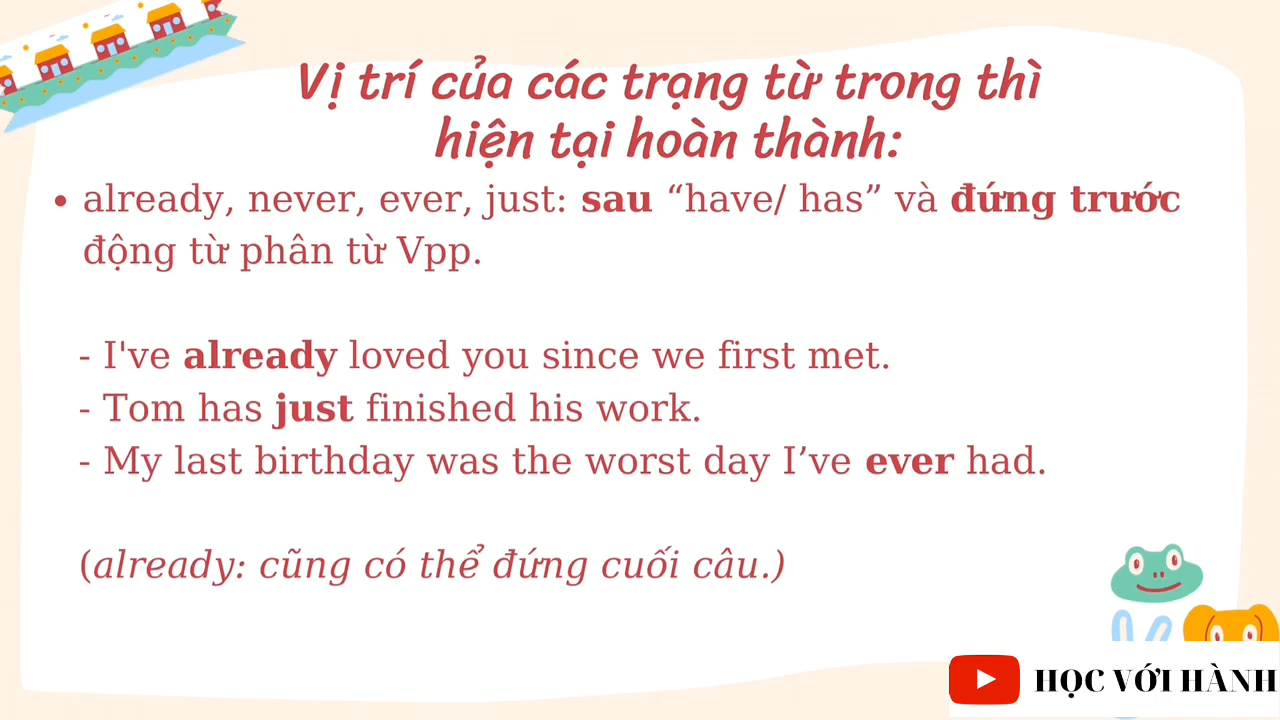 Vị trí của các trạng từ trong thì
hiện tại hoàn thành:
• already, never, ever, just: sau “have/ has” và đứng trước
động từ phân từ Vpp.
- I've already loved you since we first met.
- Tom has just finished his work.
- My last birthday was the worst day I’ve ever had.
(already: cũng có thể đứng cuối câu.)
HỌC VỚI HÀNH